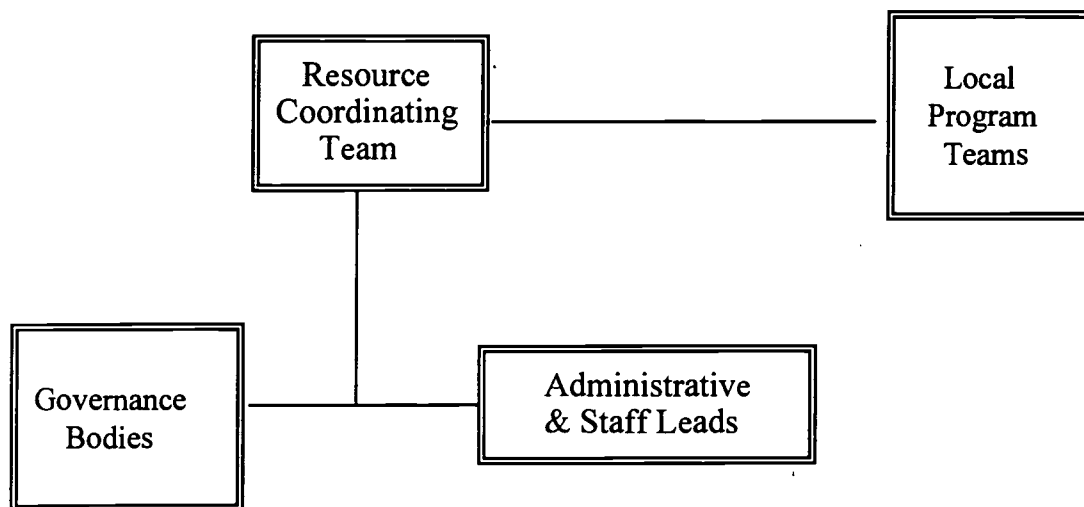 Resource
Coordinating
Team
Local
Program
Teams
Governance
Bodies
Administrative
& Staff Leads